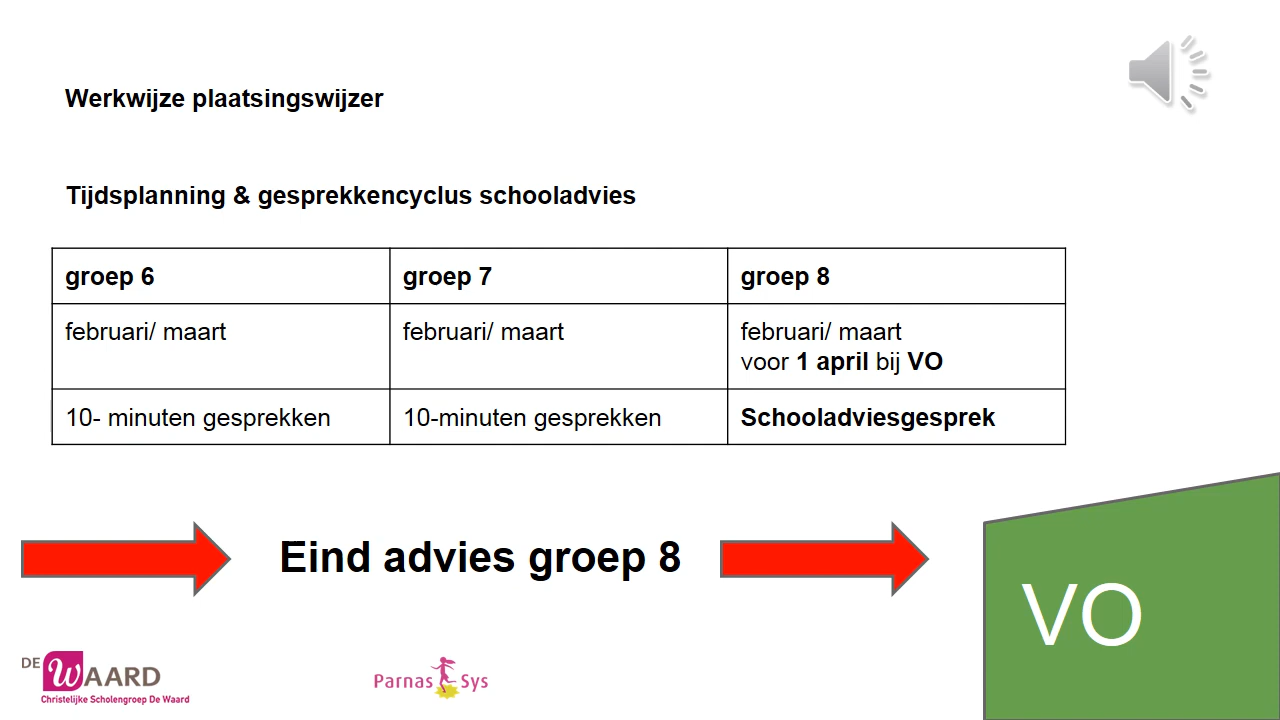 Werkwijze plaatsingswijzer
Tijdsplanning & gesprekkencyclus schooladvies
groep 6 groep 7 groep 8
februari/ maart februari/ maart februari/ maart
voor 1 april bij VO
10- minuten gesprekken 10-minuten gesprekken Schooladviesgesprek
Eind advies groep 8
VO
DE WAARD
Christelijke Scholengroep De Waard
Parnas Sys